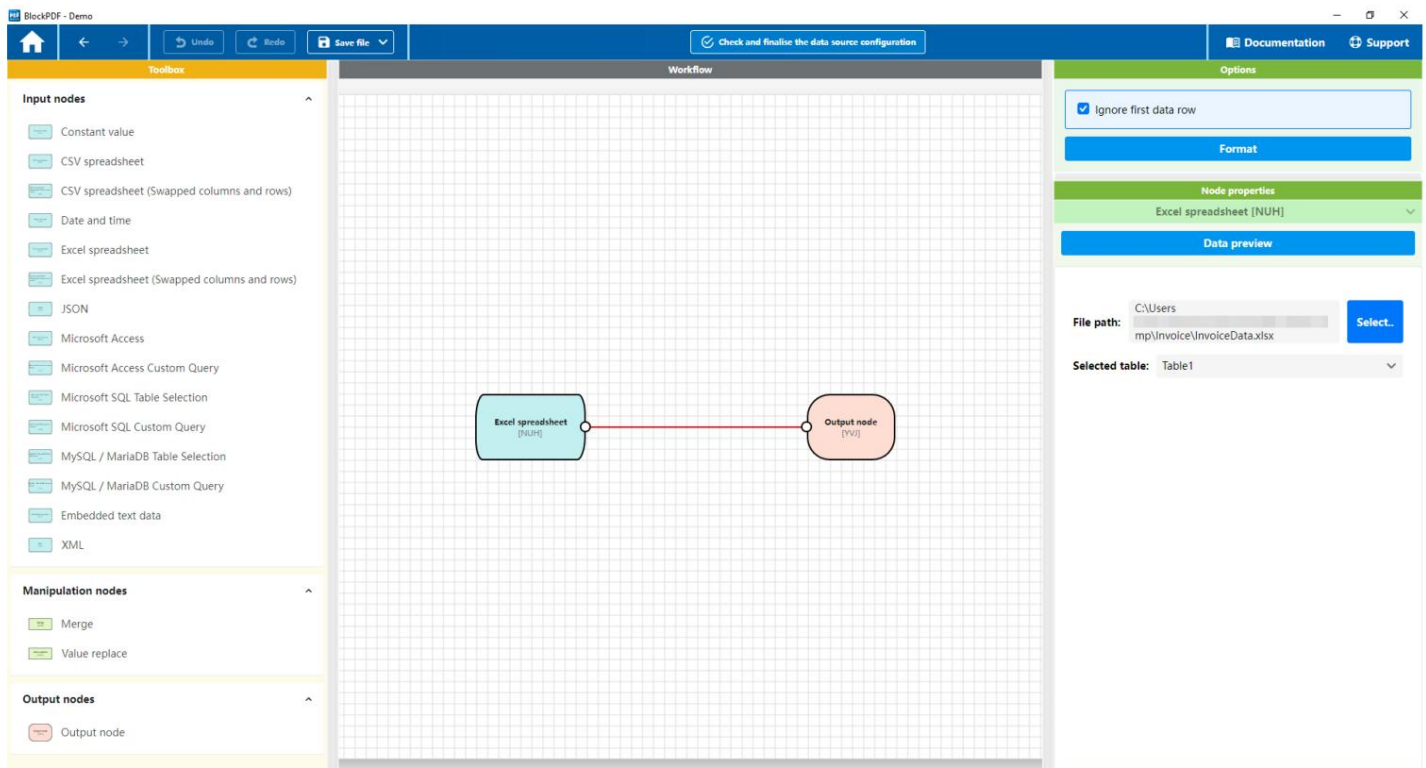 BlockPDF - Demo
Undo
Redo
Save file
Check and finalise the data source configuration
Documentation
Support
Toolbox
Workflow
Options
Input nodes
Constant value
CSV spreadsheet
CSV spreadsheet (Swapped columns and rows)
Date and time
Excel spreadsheet
Excel spreadsheet (Swapped columns and rows)
JSON
Microsoft Access
Microsoft Access Custom Query
Microsoft SQL Table Selection
Microsoft SQL Custom Query
MySQL / MariaDB Table Selection
MySQL / MariaDB Custom Query
Embedded text data
XML
Manipulation nodes
Merge
Value replace
Output nodes
Output node
Excel spreadsheet
[NUH]
Output node
[YVJ]
Ignore first data row
Format
Node properties
Excel spreadsheet [NUH]
Data preview
File path:
C:\Users
mp\Invoice\InvoiceData.xlsx
Select..
Selected table: Table1